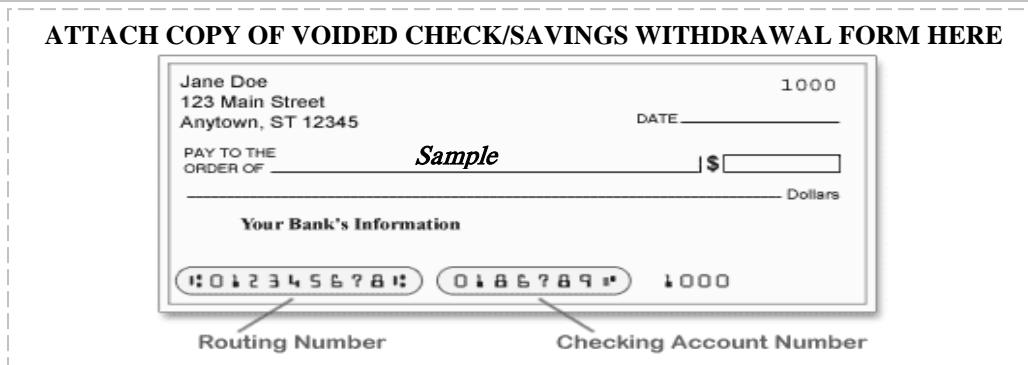 ATTACH COPY OF VOIDED CHECK/SAVINGS WITHDRAWAL FORM HERE
Jane Doe 1000
123 Main Street
Anytown, ST 12345 DATE
PAY TO THE
ORDER OF Sample $
Dollars
Your Bank's Information
⑆012345678⑆ 0186789⑈ 1000
Routing Number Checking Account Number